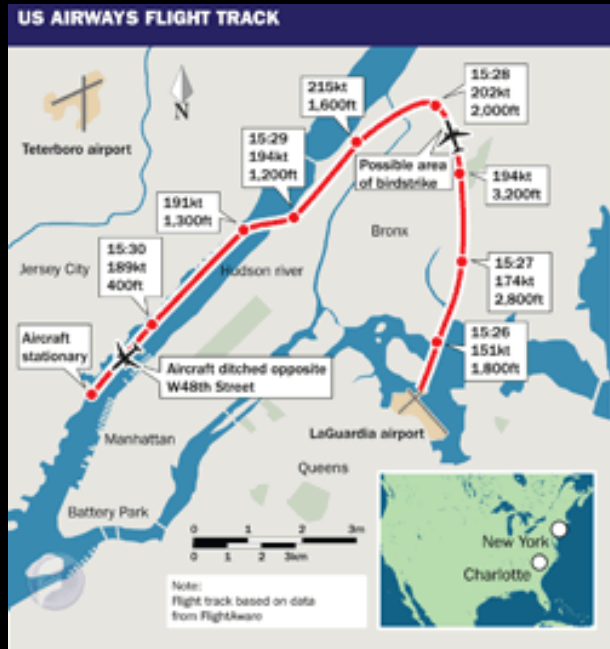 US AIRWAYS FLIGHT TRACK
Teterboro airport
N
215kt
1,600ft
15:28
202kt
2,000ft
15:29
194kt
1,200ft
Possible area
of birdstrike
194kt
3,200ft
191kt
1,300ft
Bronx
15:30
189kt
400ft
Jersey City
Hudson river
15:27
174kt
2,800ft
Aircraft
stationary
15:26
151kt
1,800ft
Aircraft ditched opposite
W48th Street
LaGuardia airport
Manhattan
Queens
Battery Park
0 1 2 3m
0 1 2 3km
New York
Charlotte
Note:
Flight track based on data
from FlightAware